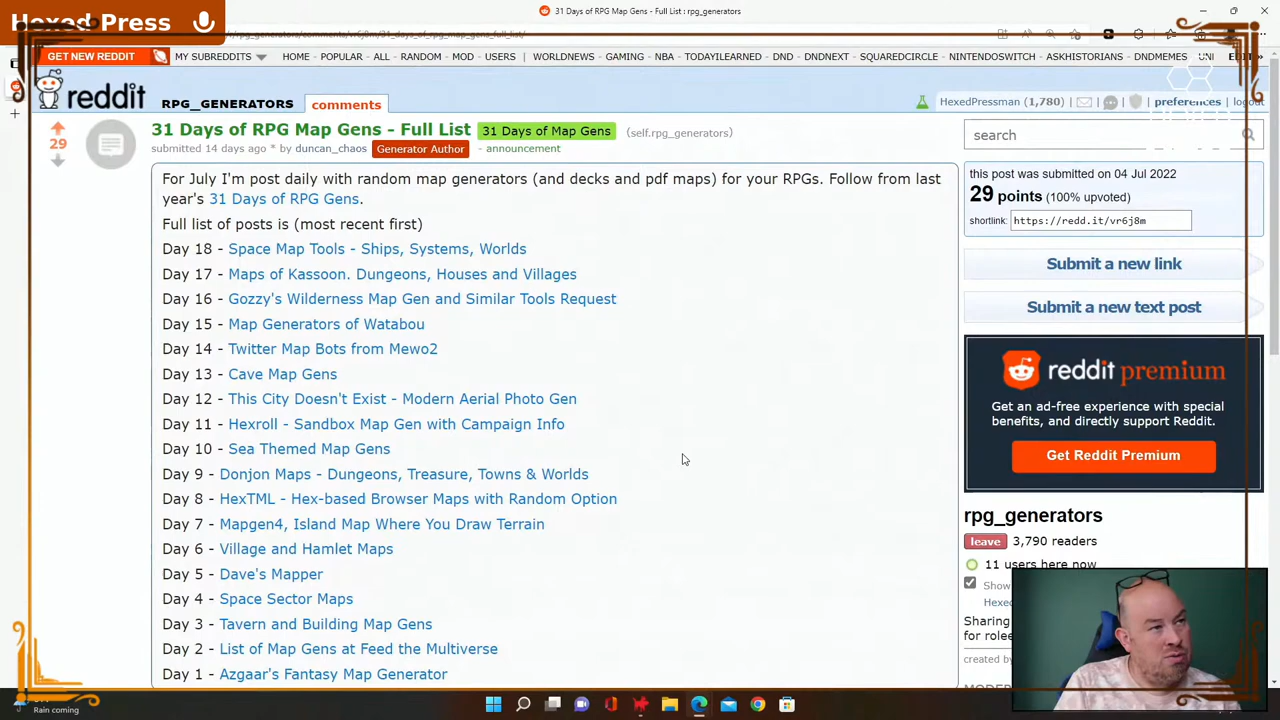 Hexed Press
31 Days of RPG Map Gens - Full List : rpg_generators
GET NEW REDDIT MY SUBREDDITS HOME - POPULAR - ALL - RANDOM - MOD - USERS | WORLDNEWS - GAMING - NBA - TODAYILEARNED - DND - DNDNEXT - SQUAREDCIRCLE - NINTENDOSWITCH - ASKHISTORIANS - DNDMEMES - UNI
reddit RPG_GENERATORS comments
HexedPressman (1,780) preferences logout
31 Days of RPG Map Gens - Full List 31 Days of Map Gens (self.rpg_generators)
submitted 14 days ago * by duncan_chaos Generator Author - announcement
29
For July I'm post daily with random map generators (and decks and pdf maps) for your RPGs. Follow from last
year's 31 Days of RPG Gens.
Full list of posts is (most recent first)
Day 18 - Space Map Tools - Ships, Systems, Worlds
Day 17 - Maps of Kassoon. Dungeons, Houses and Villages
Day 16 - Gozzy's Wilderness Map Gen and Similar Tools Request
Day 15 - Map Generators of Watabou
Day 14 - Twitter Map Bots from Mewo2
Day 13 - Cave Map Gens
Day 12 - This City Doesn't Exist - Modern Aerial Photo Gen
Day 11 - Hexroll - Sandbox Map Gen with Campaign Info
Day 10 - Sea Themed Map Gens
Day 9 - Donjon Maps - Dungeons, Treasure, Towns & Worlds
Day 8 - HexTML - Hex-based Browser Maps with Random Option
Day 7 - Mapgen4, Island Map Where You Draw Terrain
Day 6 - Village and Hamlet Maps
Day 5 - Dave's Mapper
Day 4 - Space Sector Maps
Day 3 - Tavern and Building Map Gens
Day 2 - List of Map Gens at Feed the Multiverse
Day 1 - Azgaar's Fantasy Map Generator
search
this post was submitted on 04 Jul 2022
29 points (100% upvoted)
shortlink: https://redd.it/vr6j8m
Submit a new link
Submit a new text post
reddit premium
Get an ad-free experience with special
benefits, and directly support Reddit.
Get Reddit Premium
rpg_generators
leave 3,790 readers
11 users here now
Show
Hexed
Sharing
for role
created by
Rain coming